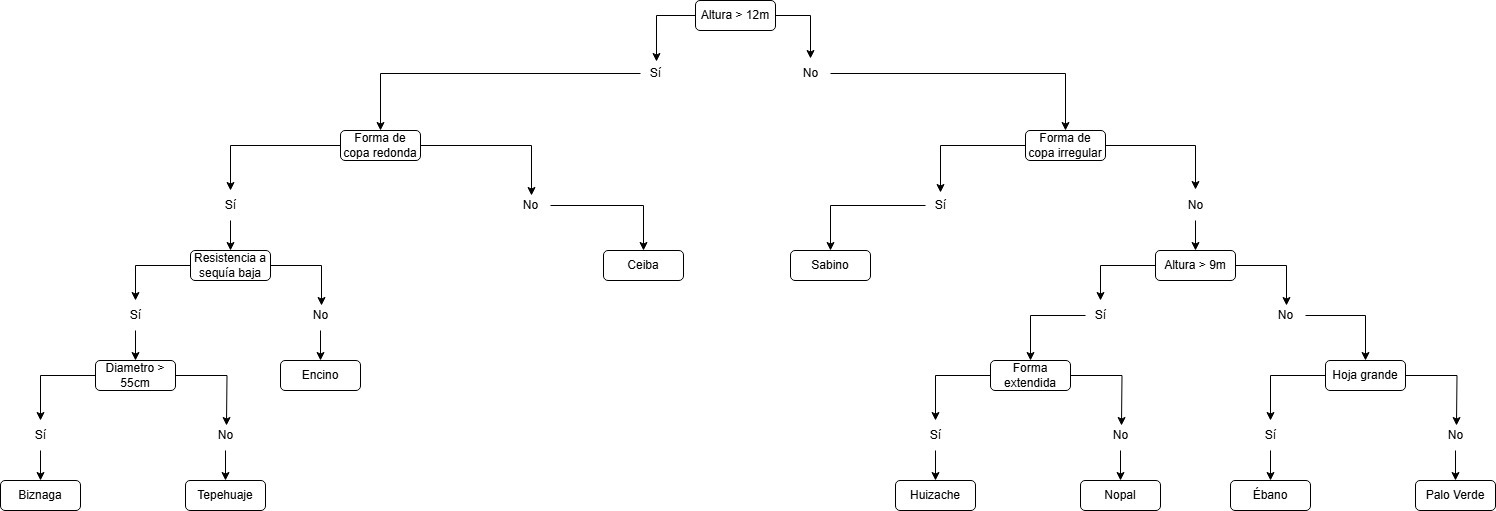 Altura > 12m
Sí
No
Forma de
copa redonda
Forma de
copa irregular
Sí
No
Sí
No
Resistencia a
sequía baja
Ceiba
Sabino
Altura > 9m
Sí
No
Sí
No
Diametro >
55cm
Encino
Forma
extendida
Hoja grande
Sí
No
Sí
No
Sí
No
Biznaga
Tepehuaje
Huizache
Nopal
Ébano
Palo Verde